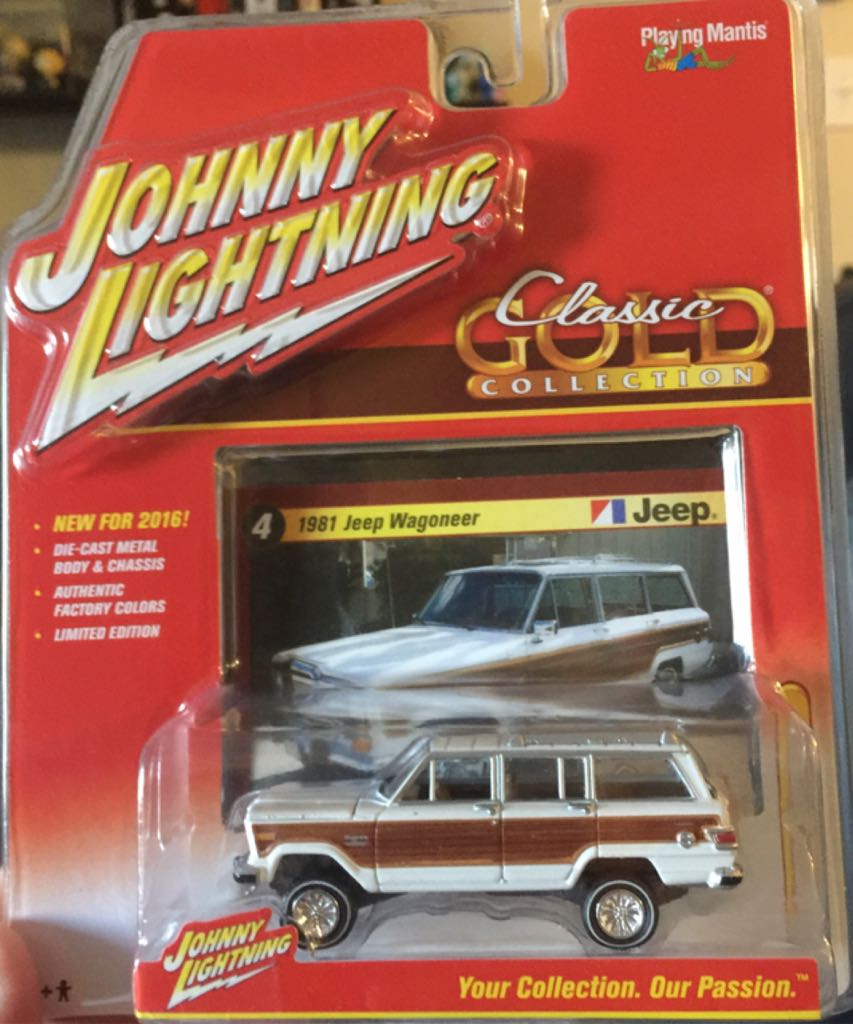 Playing Mantis
JOHNNY
LIGHTNING®
Classic
GOLD®
COLLECTION
• NEW FOR 2016!
• DIE-CAST METAL
BODY & CHASSIS
• AUTHENTIC
FACTORY COLORS
• LIMITED EDITION
4 1981 Jeep Wagoneer Jeep®
JOHNNY
LIGHTNING
Your Collection. Our Passion.™